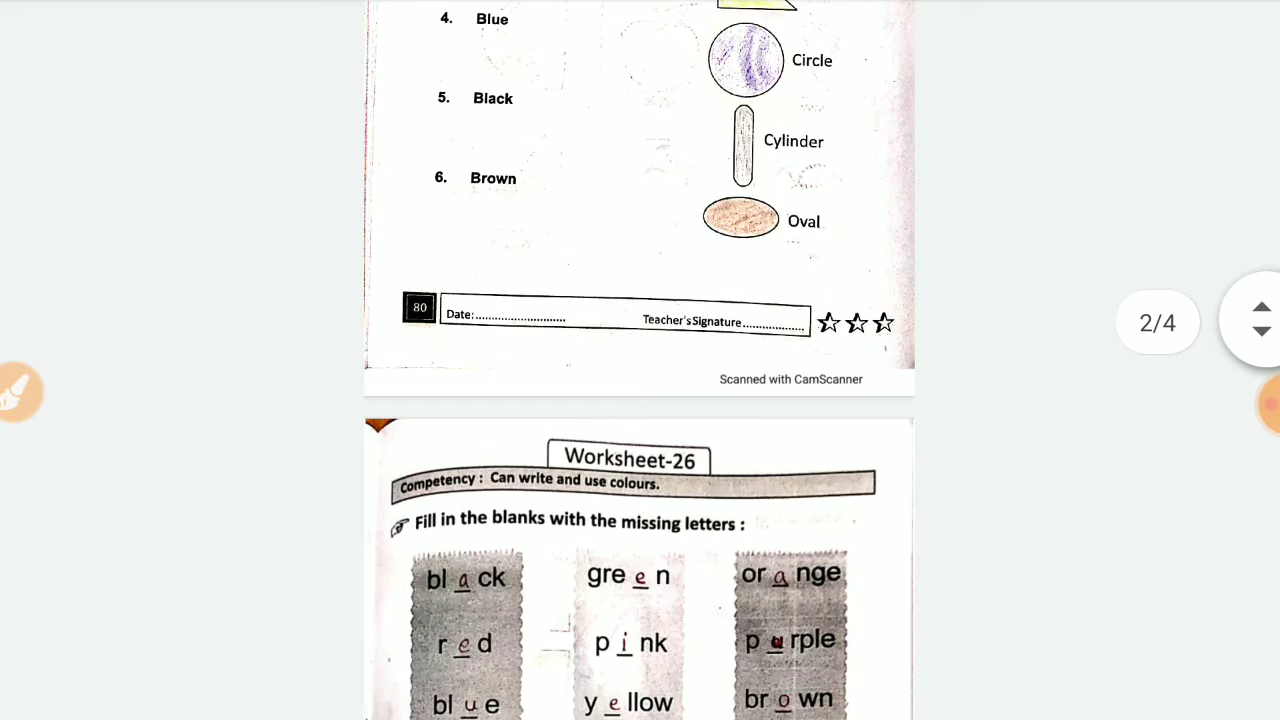 4. Blue
Circle
5. Black
Cylinder
6. Brown
Oval
80
Date:............................
Teacher's Signature..................
Scanned with CamScanner
2/4
Worksheet-26
Competency : Can write and use colours.
Fill in the blanks with the missing letters :
bl a ck gre e n or a nge
r e d p i nk p u rple
bl u e y e llow br o wn